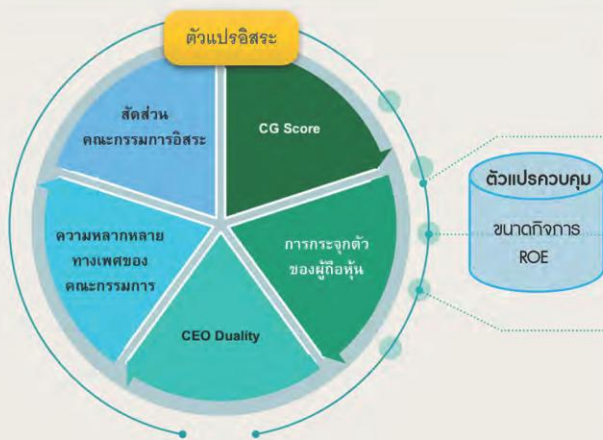 ตัวแปรอิสระ
สัดส่วน
คณะกรรมการอิสระ
CG Score
ความหลากหลาย
ทางเพศของ
คณะกรรมการ
การกระจุกตัว
ของผู้ถือหุ้น
CEO Duality
ตัวแปรควบคุม
ขนาดกิจการ
ROE